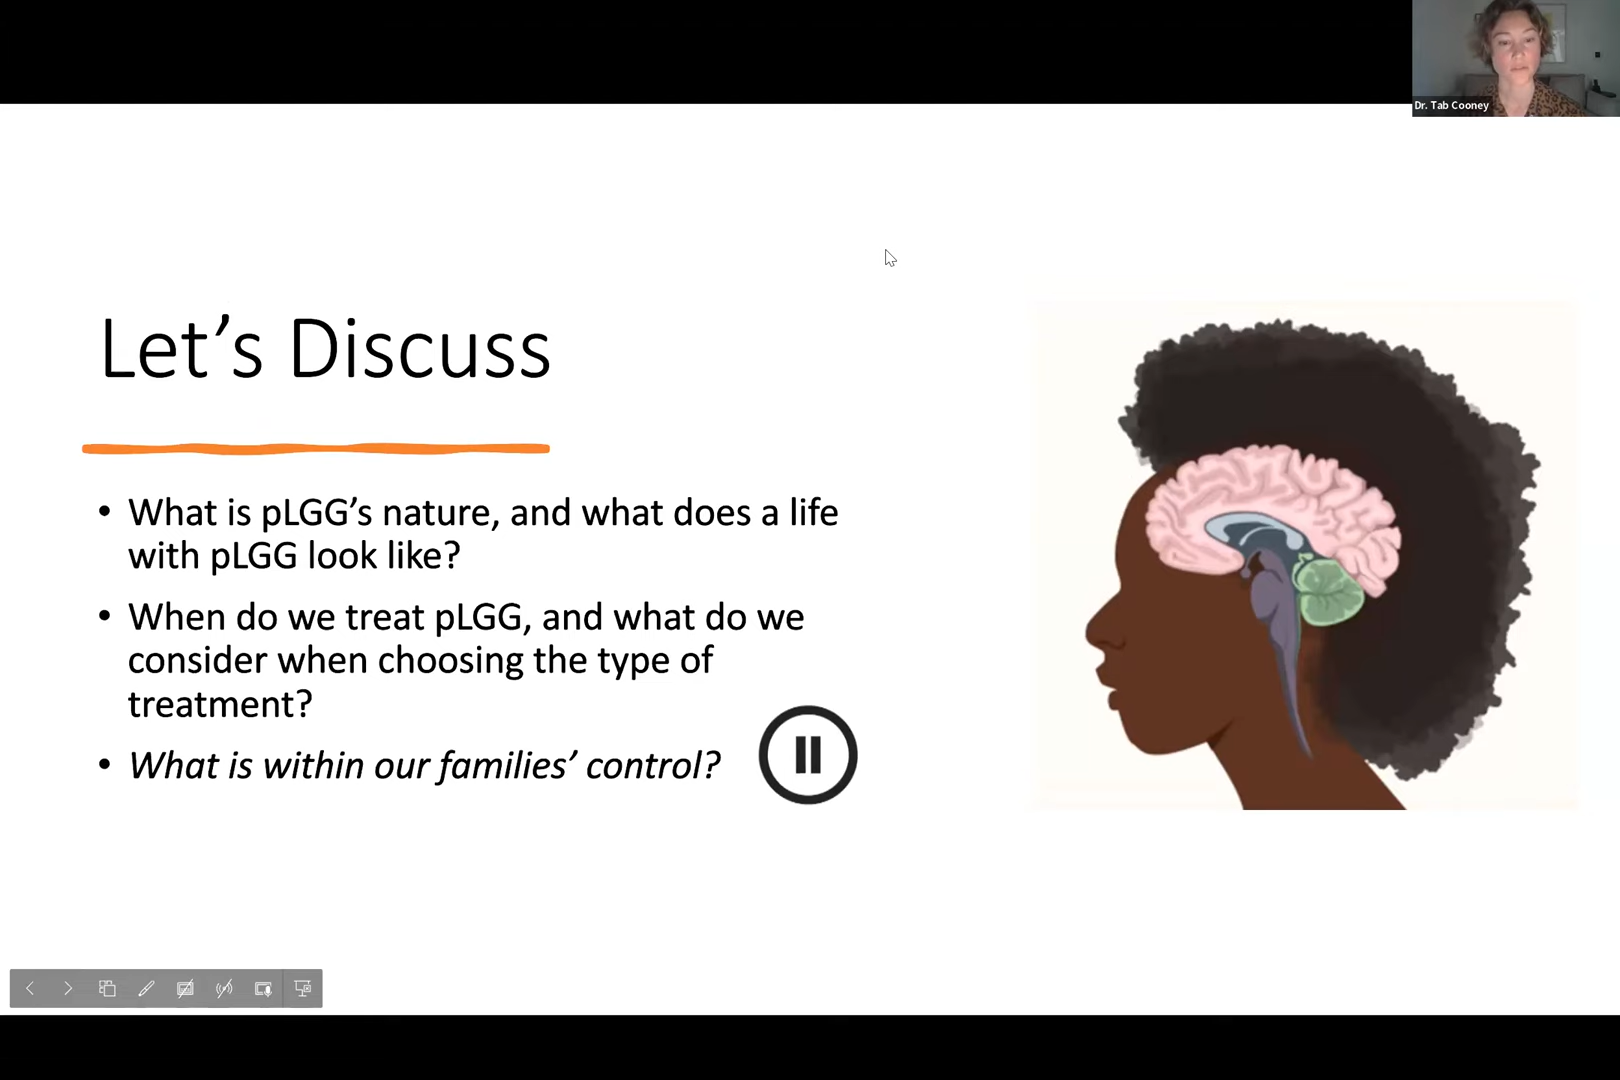 Dr. Tab Cooney
Let’s Discuss
• What is pLGG’s nature, and what does a life
with pLGG look like?
• When do we treat pLGG, and what do we
consider when choosing the type of
treatment?
• What is within our families’ control?